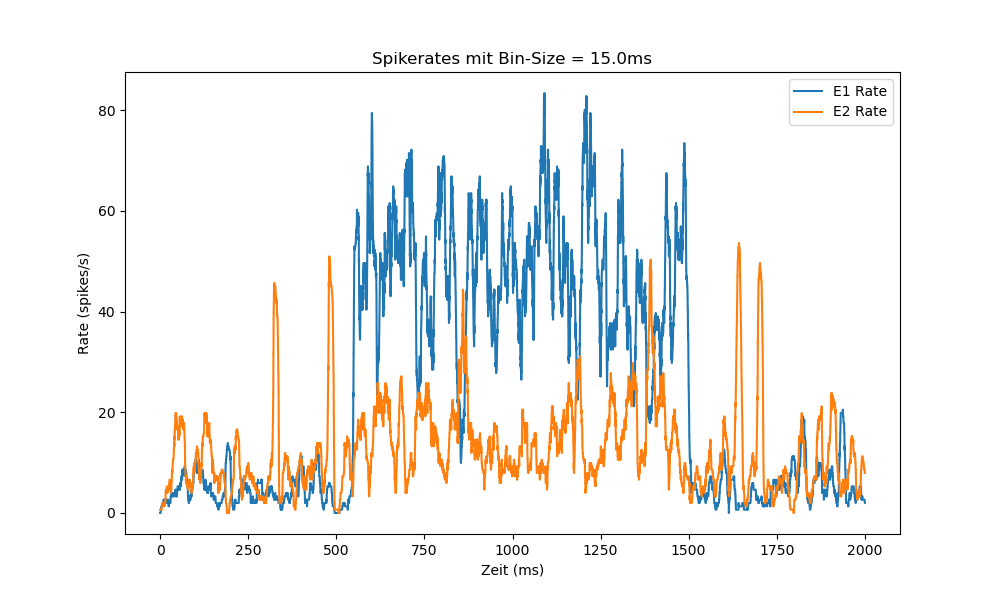 Spikerates mit Bin-Size = 15.0ms
E1 Rate
E2 Rate
80
60
40
20
0
Rate (spikes/s)
0 250 500 750 1000 1250 1500 1750 2000
Zeit (ms)